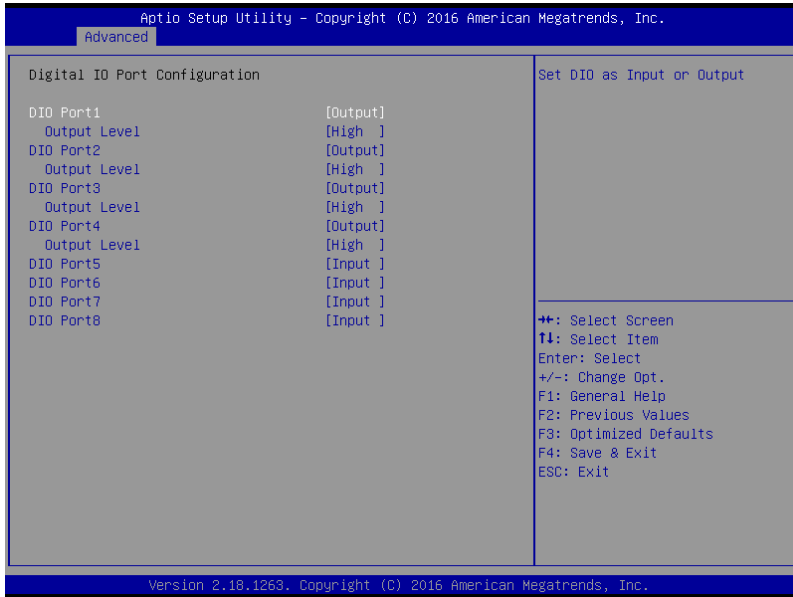 Aptio Setup Utility – Copyright (C) 2016 American Megatrends, Inc.
Advanced
Digital IO Port Configuration
DIO Port1 [Output]
Output Level [High ]
DIO Port2 [Output]
Output Level [High ]
DIO Port3 [Output]
Output Level [High ]
DIO Port4 [Output]
Output Level [High ]
DIO Port5 [Input ]
DIO Port6 [Input ]
DIO Port7 [Input ]
DIO Port8 [Input ]
Set DIO as Input or Output
→←: Select Screen
↑↓: Select Item
Enter: Select
+/-: Change Opt.
F1: General Help
F2: Previous Values
F3: Optimized Defaults
F4: Save & Exit
ESC: Exit
Version 2.18.1263. Copyright (C) 2016 American Megatrends, Inc.